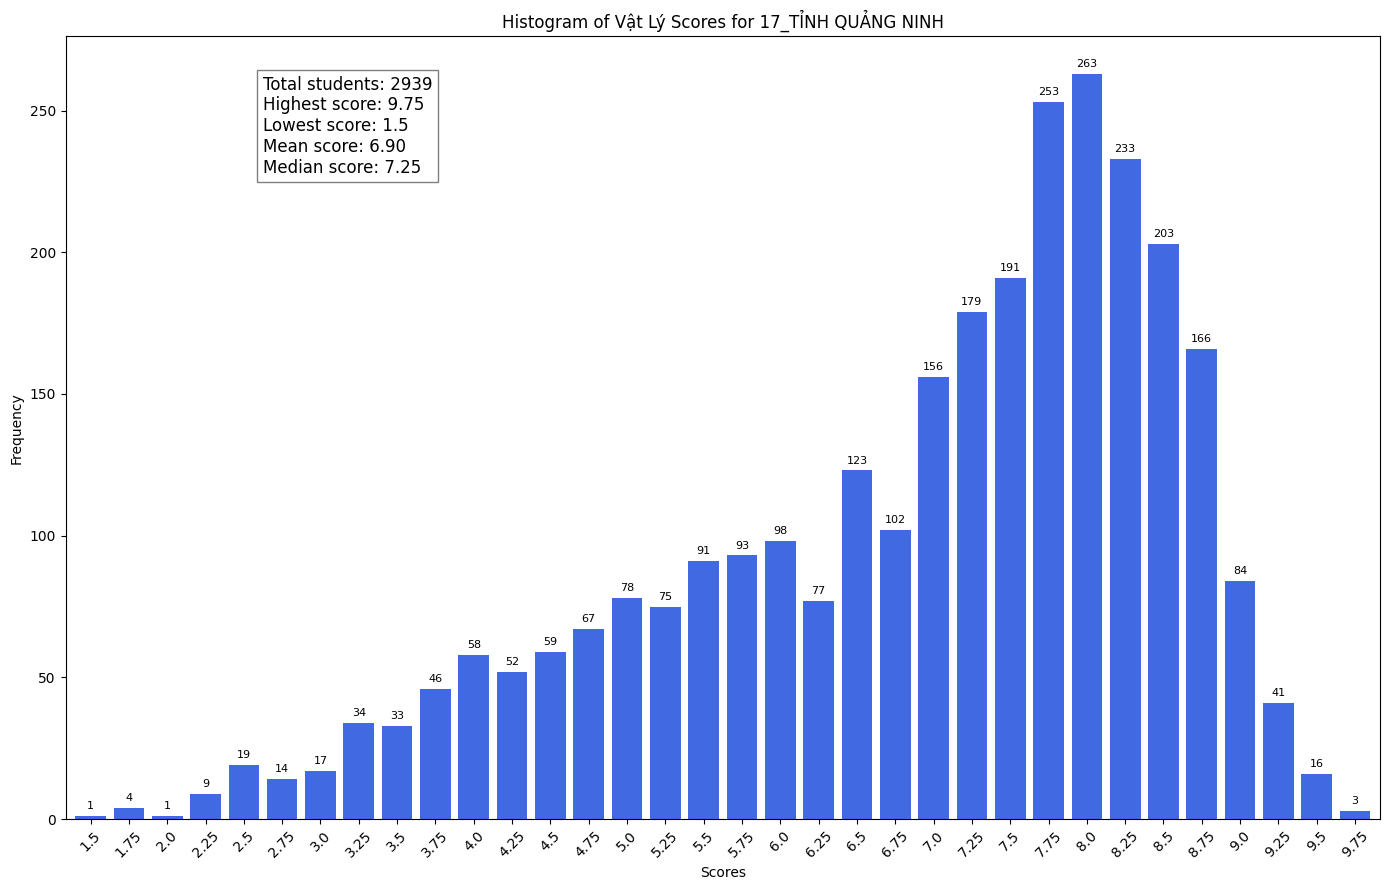 Histogram of Vật Lý Scores for 17_TỈNH QUẢNG NINH
Total students: 2939
Highest score: 9.75
Lowest score: 1.5
Mean score: 6.90
Median score: 7.25
Frequency
250
200
150
100
50
0
1 4 1 9 19 14 17 34 33 46 58 52 59 67 78 75 91 93 98 77 123 102 156 179 191 253 263 233 203 166 84 41 16 3
1.5 1.75 2.0 2.25 2.5 2.75 3.0 3.25 3.5 3.75 4.0 4.25 4.5 4.75 5.0 5.25 5.5 5.75 6.0 6.25 6.5 6.75 7.0 7.25 7.5 7.75 8.0 8.25 8.5 8.75 9.0 9.25 9.5 9.75
Scores